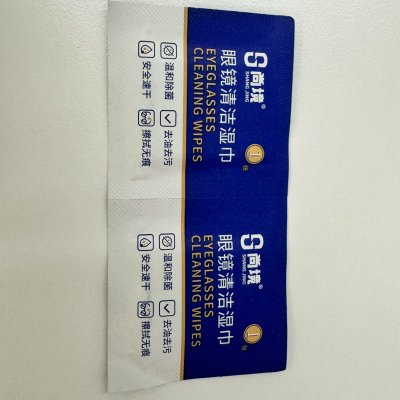 尚境®
SHANG JING
眼镜清洁湿巾
EYEGLASSES
CLEANING WIPES
1张
温和除菌
去油去污
安全速干
擦拭无痕
尚境®
SHANG JING
眼镜清洁湿巾
EYEGLASSES
CLEANING WIPES
1张
温和除菌
去油去污
安全速干
擦拭无痕